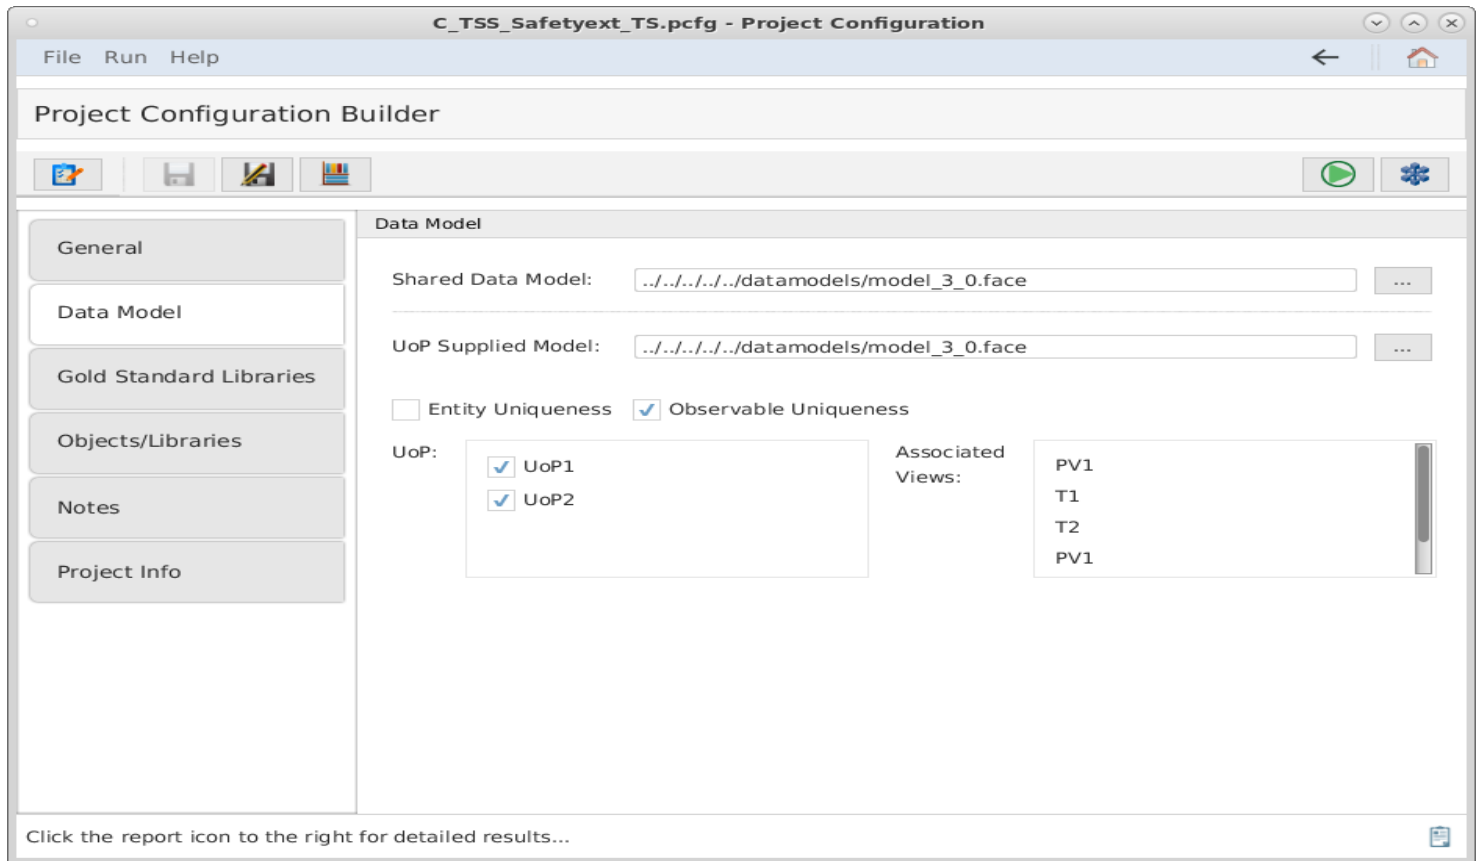 C_TSS_Safetyext_TS.pcfg - Project Configuration
File Run Help
Project Configuration Builder
General
Data Model
Gold Standard Libraries
Objects/Libraries
Notes
Project Info
Data Model
Shared Data Model: ../../../../../datamodels/model_3_0.face ...
UoP Supplied Model: ../../../../../datamodels/model_3_0.face ...
Entity Uniqueness Observable Uniqueness
UoP:
UoP1
UoP2
Associated
Views:
PV1
T1
T2
PV1
Click the report icon to the right for detailed results...